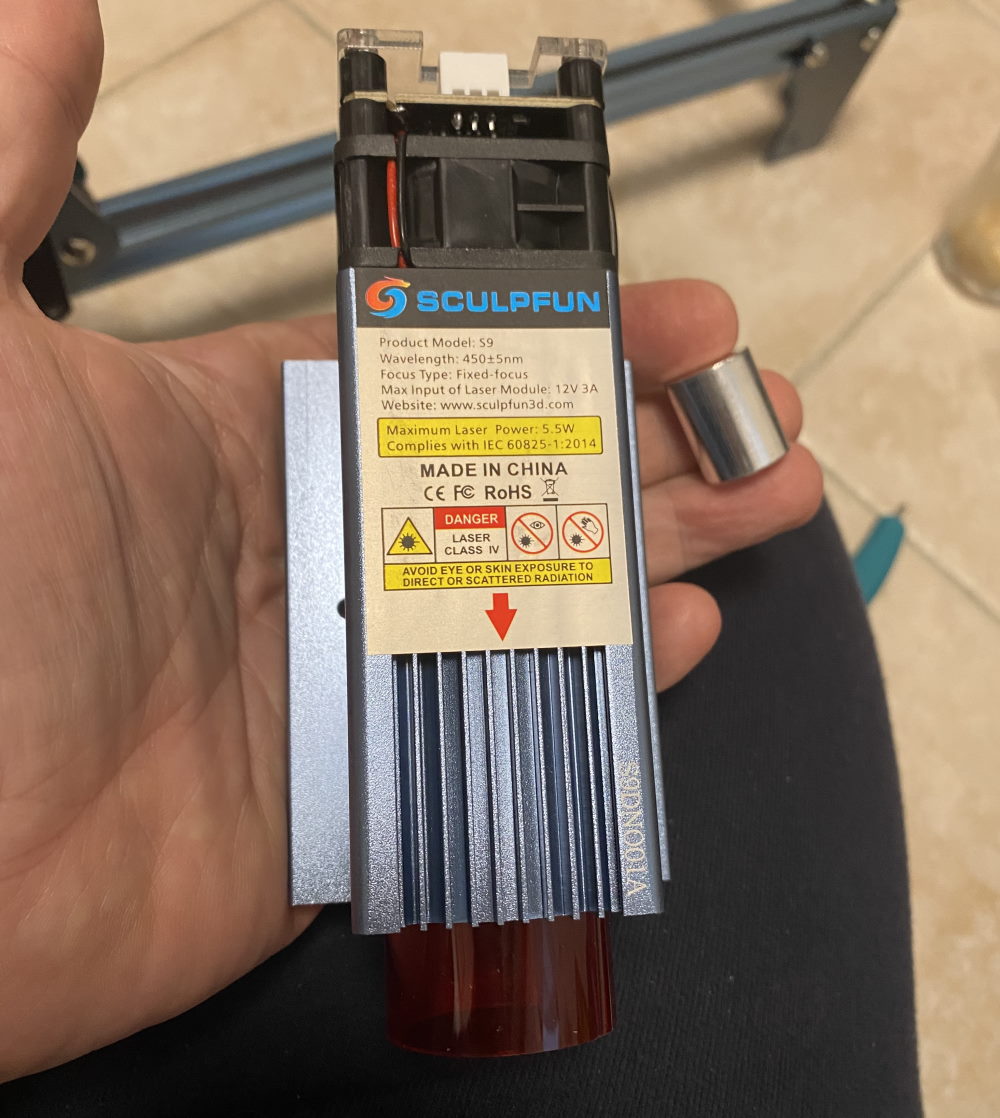 SCULPFUN
Product Model: S9
Wavelength: 450±5nm
Focus Type: Fixed-focus
Max Input of Laser Module: 12V 3A
Website: www.sculpfun3d.com
Maximum Laser Power: 5.5W
Complies with IEC 60825-1:2014
MADE IN CHINA
CE FC RoHS
DANGER
LASER
CLASS IV
AVOID EYE OR SKIN EXPOSURE TO
DIRECT OR SCATTERED RADIATION